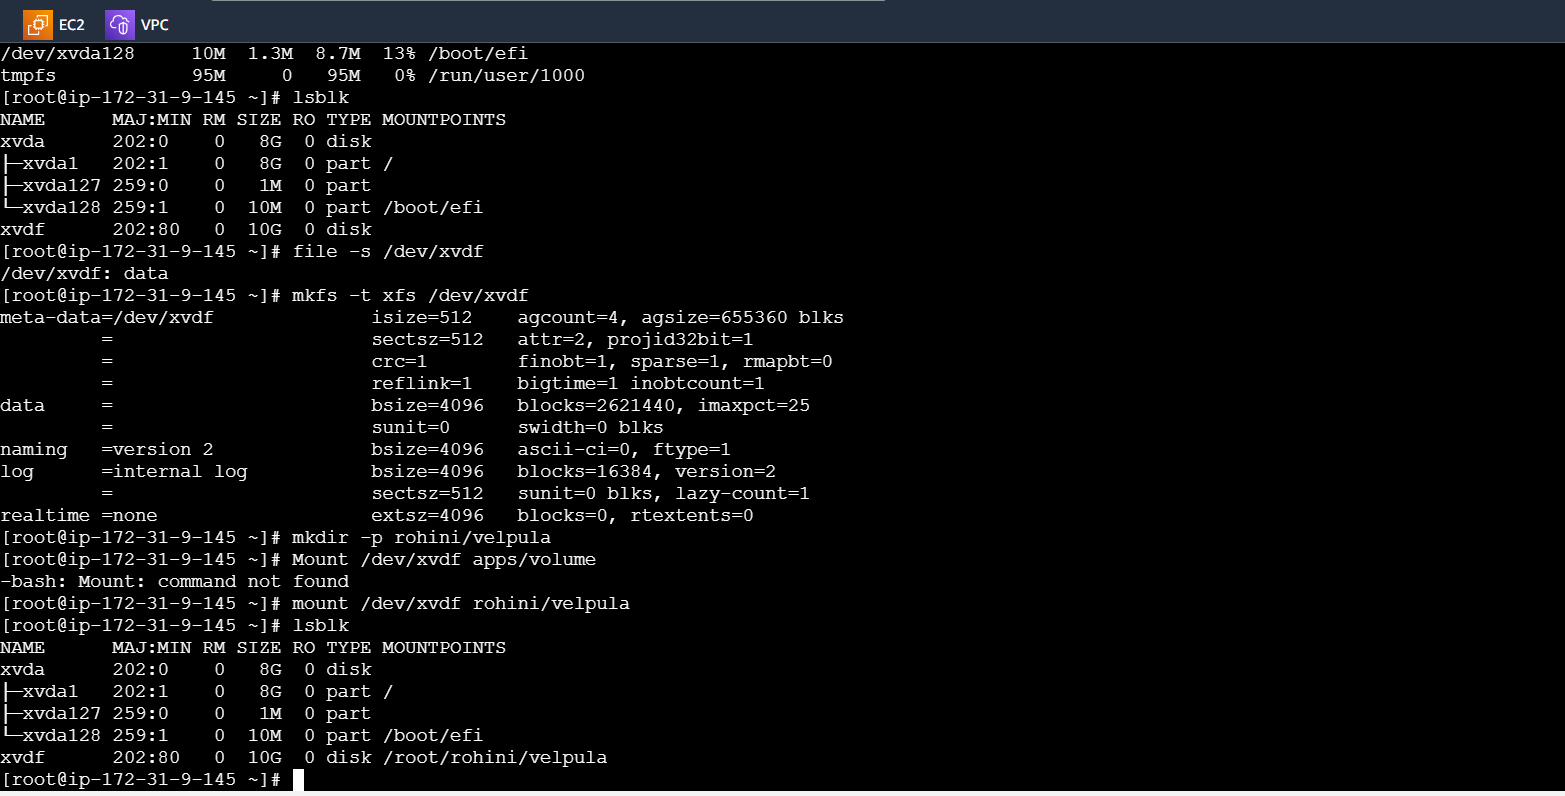 EC2 VPC
/dev/xvda128     10M  1.3M  8.7M  13% /boot/efi
tmpfs            95M     0   95M   0% /run/user/1000
[root@ip-172-31-9-145 ~]# lsblk
NAME      MAJ:MIN RM SIZE RO TYPE MOUNTPOINTS
xvda      202:0    0   8G  0 disk
├─xvda1   202:1    0   8G  0 part /
├─xvda127 259:0    0   1M  0 part
└─xvda128 259:1    0  10M  0 part /boot/efi
xvdf      202:80   0  10G  0 disk
[root@ip-172-31-9-145 ~]# file -s /dev/xvdf
/dev/xvdf: data
[root@ip-172-31-9-145 ~]# mkfs -t xfs /dev/xvdf
meta-data=/dev/xvdf              isize=512    agcount=4, agsize=655360 blks
         =                       sectsz=512   attr=2, projid32bit=1
         =                       crc=1        finobt=1, sparse=1, rmapbt=0
         =                       reflink=1    bigtime=1 inobtcount=1
data     =                       bsize=4096   blocks=2621440, imaxpct=25
         =                       sunit=0      swidth=0 blks
naming   =version 2              bsize=4096   ascii-ci=0, ftype=1
log      =internal log           bsize=4096   blocks=16384, version=2
         =                       sectsz=512   sunit=0 blks, lazy-count=1
realtime =none                   extsz=4096   blocks=0, rtextents=0
[root@ip-172-31-9-145 ~]# mkdir -p rohini/velpula
[root@ip-172-31-9-145 ~]# Mount /dev/xvdf apps/volume
-bash: Mount: command not found
[root@ip-172-31-9-145 ~]# mount /dev/xvdf rohini/velpula
[root@ip-172-31-9-145 ~]# lsblk
NAME      MAJ:MIN RM SIZE RO TYPE MOUNTPOINTS
xvda      202:0    0   8G  0 disk
├─xvda1   202:1    0   8G  0 part /
├─xvda127 259:0    0   1M  0 part
└─xvda128 259:1    0  10M  0 part /boot/efi
xvdf      202:80   0  10G  0 disk /root/rohini/velpula
[root@ip-172-31-9-145 ~]#